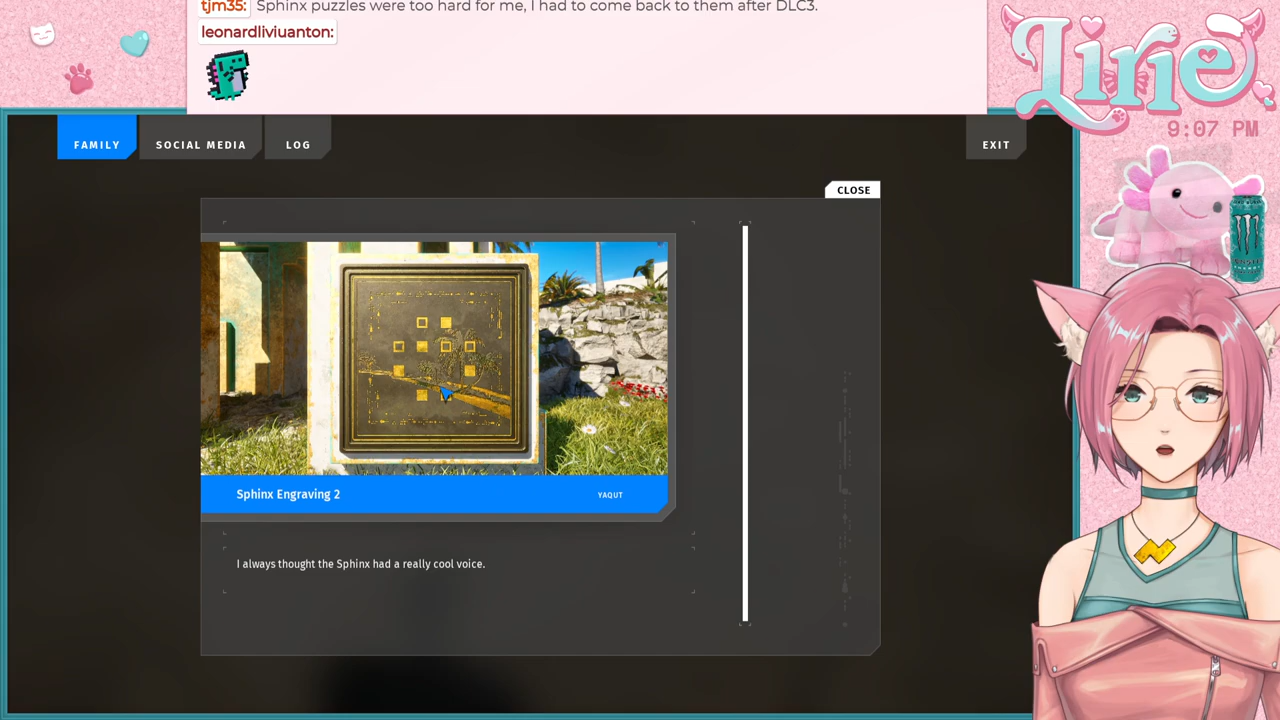 tjm35: Sphinx puzzles were too hard for me, I had to come back to them after DLC3.
leonardliviuanton:
Lirie
9:07 PM
FAMILY
SOCIAL MEDIA
LOG
EXIT
CLOSE
Sphinx Engraving 2
YAQUT
I always thought the Sphinx had a really cool voice.